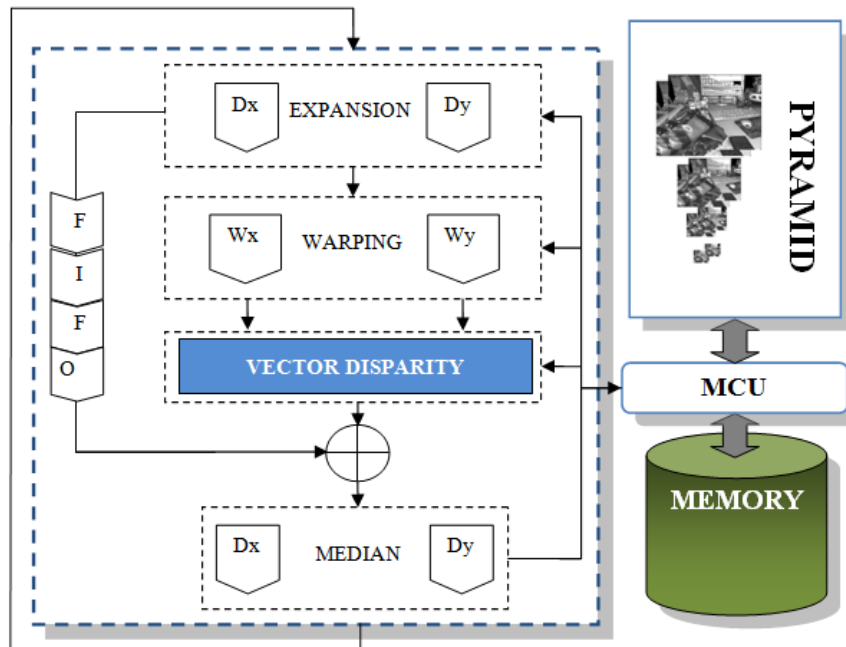 Dx EXPANSION Dy
F
I
F
O
Wx WARPING Wy
VECTOR DISPARITY
Dx MEDIAN Dy
PYRAMID
MCU
MEMORY